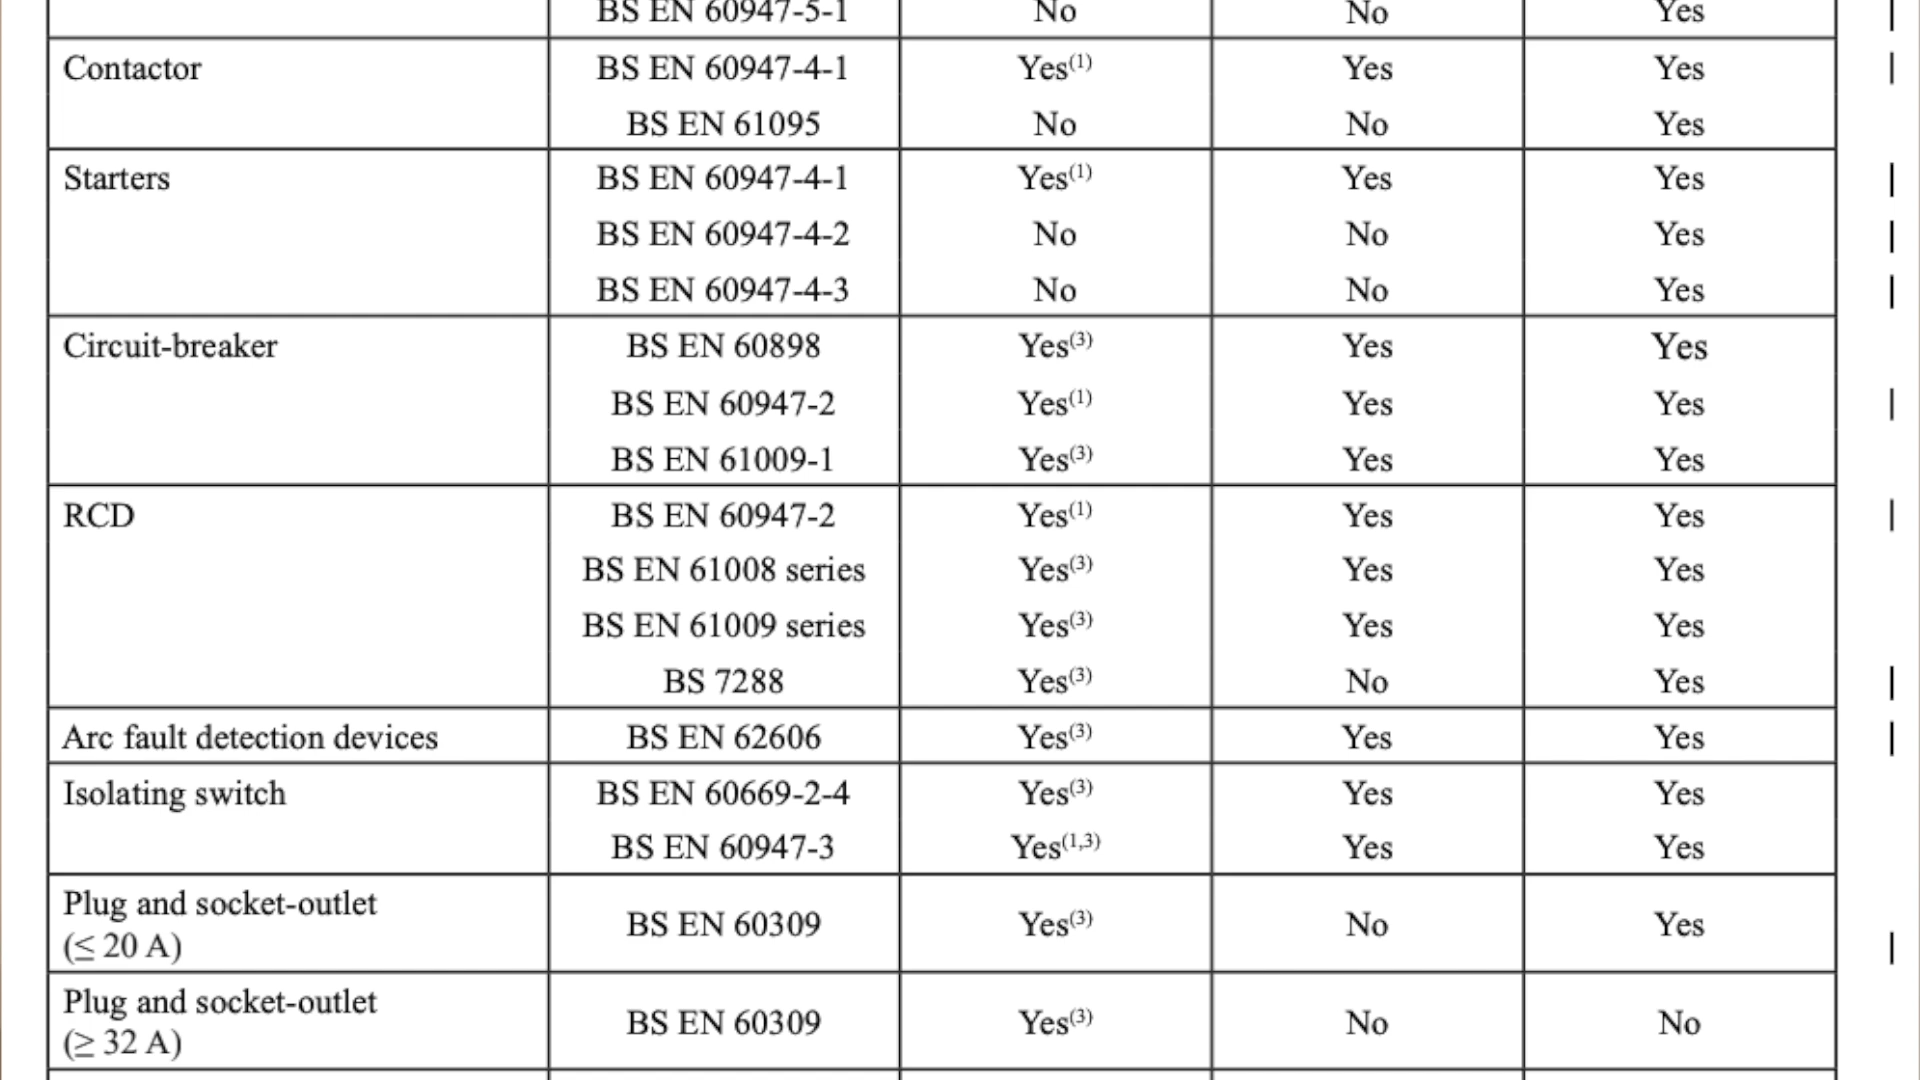 BS EN 60947-5-1 No No Yes
Contactor BS EN 60947-4-1 Yes(1) Yes Yes
BS EN 61095 No No Yes
Starters BS EN 60947-4-1 Yes(1) Yes Yes
BS EN 60947-4-2 No No Yes
BS EN 60947-4-3 No No Yes
Circuit-breaker BS EN 60898 Yes(3) Yes Yes
BS EN 60947-2 Yes(1) Yes Yes
BS EN 61009-1 Yes(3) Yes Yes
RCD BS EN 60947-2 Yes(1) Yes Yes
BS EN 61008 series Yes(3) Yes Yes
BS EN 61009 series Yes(3) Yes Yes
BS 7288 Yes(3) No Yes
Arc fault detection devices BS EN 62606 Yes(3) Yes Yes
Isolating switch BS EN 60669-2-4 Yes(3) Yes Yes
BS EN 60947-3 Yes(1,3) Yes Yes
Plug and socket-outlet
(≤ 20 A) BS EN 60309 Yes(3) No Yes
Plug and socket-outlet
(≥ 32 A) BS EN 60309 Yes(3) No No